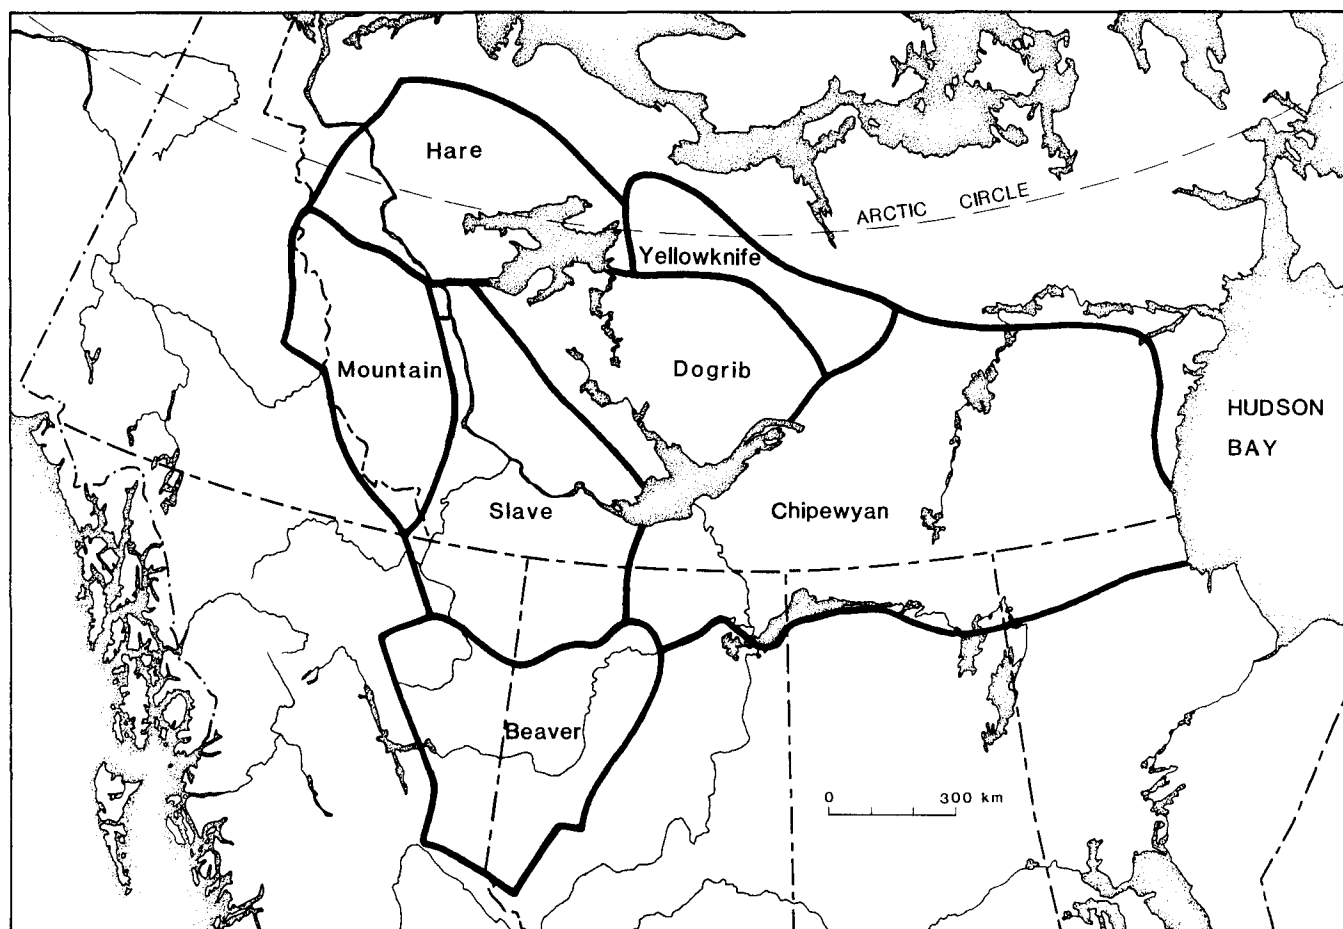 Hare
ARCTIC CIRCLE
Yellowknife
Mountain
Dogrib
HUDSON
BAY
Slave
Chipewyan
Beaver
0 300 km